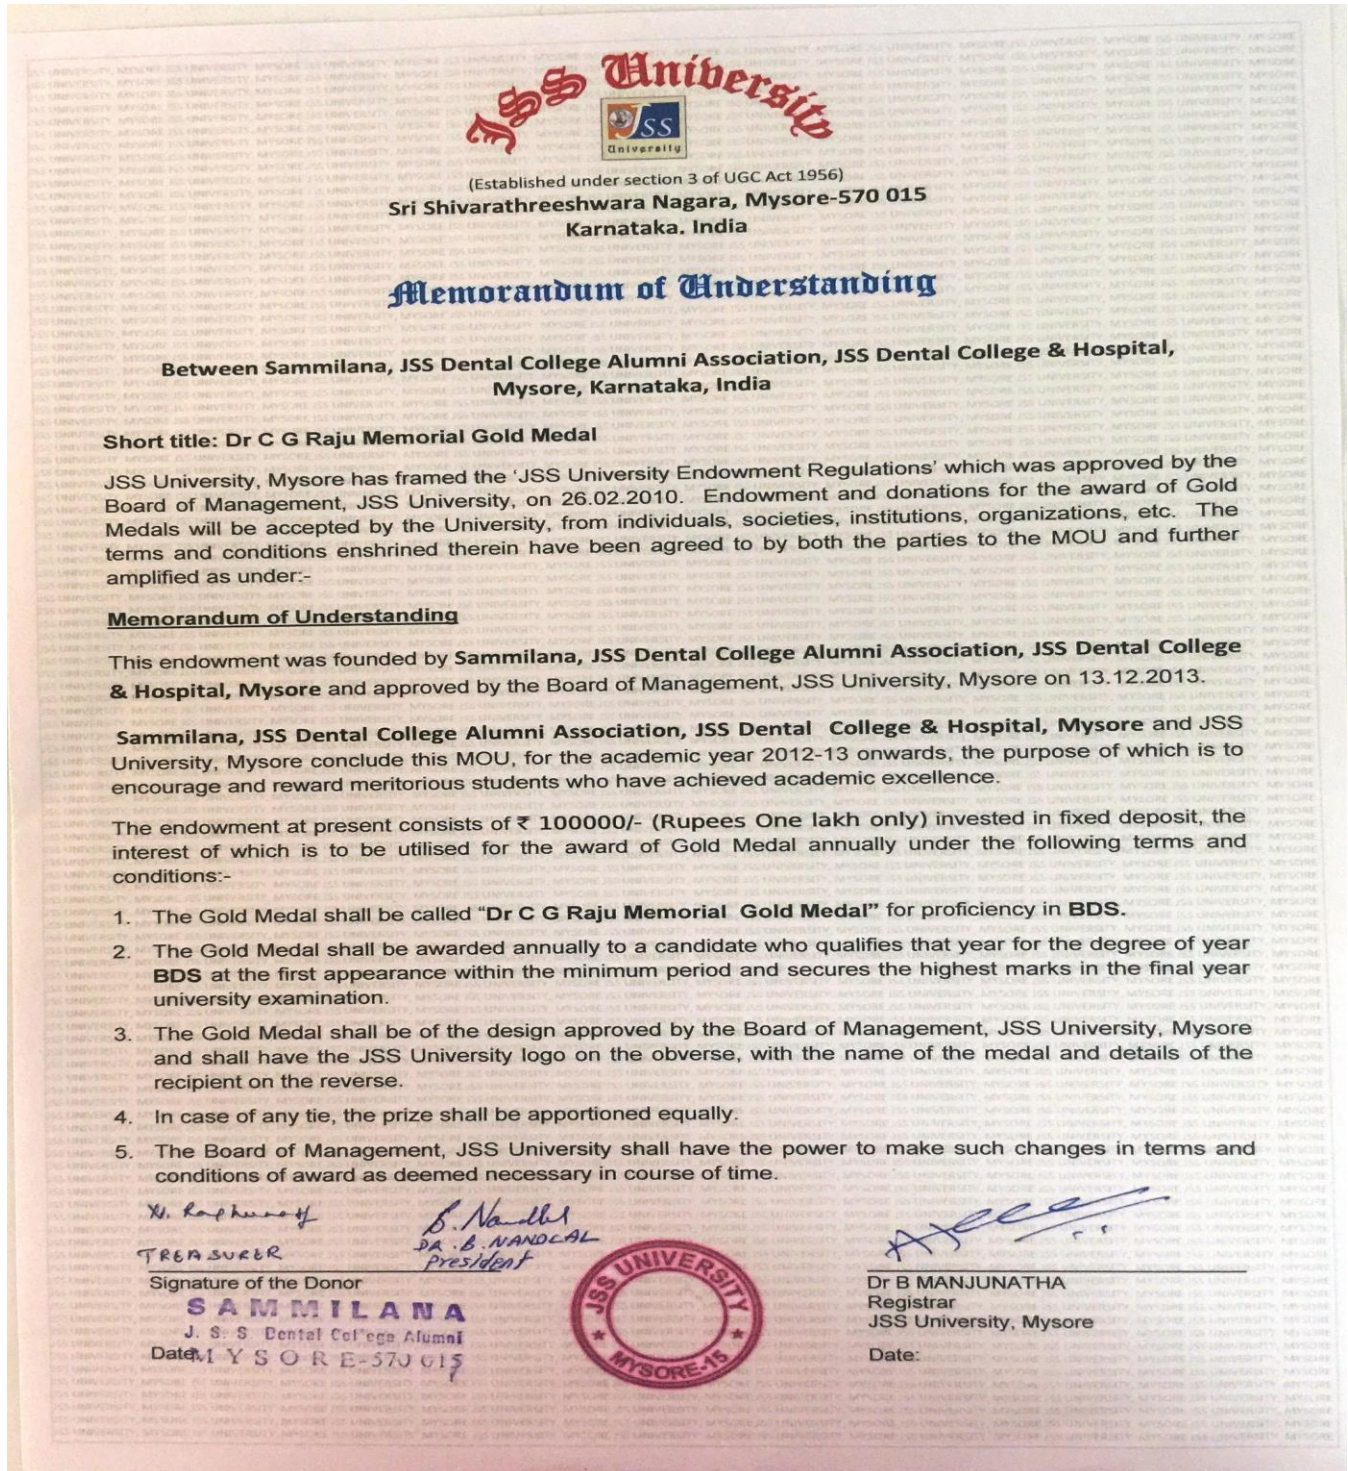 JSS University
JSS
University
(Established under section 3 of UGC Act 1956)
Sri Shivarathreeshwara Nagara, Mysore-570 015
Karnataka. India
Memorandum of Understanding
Between Sammilana, JSS Dental College Alumni Association, JSS Dental College & Hospital,
Mysore, Karnataka, India
Short title: Dr C G Raju Memorial Gold Medal
JSS University, Mysore has framed the ‘JSS University Endowment Regulations’ which was approved by the
Board of Management, JSS University, on 26.02.2010. Endowment and donations for the award of Gold
Medals will be accepted by the University, from individuals, societies, institutions, organizations, etc. The
terms and conditions enshrined therein have been agreed to by both the parties to the MOU and further
amplified as under:-
Memorandum of Understanding
This endowment was founded by Sammilana, JSS Dental College Alumni Association, JSS Dental College
& Hospital, Mysore and approved by the Board of Management, JSS University, Mysore on 13.12.2013.
Sammilana, JSS Dental College Alumni Association, JSS Dental College & Hospital, Mysore and JSS
University, Mysore conclude this MOU, for the academic year 2012-13 onwards, the purpose of which is to
encourage and reward meritorious students who have achieved academic excellence.
The endowment at present consists of ₹ 100000/- (Rupees One lakh only) invested in fixed deposit, the
interest of which is to be utilised for the award of Gold Medal annually under the following terms and
conditions:-
1. The Gold Medal shall be called “Dr C G Raju Memorial Gold Medal” for proficiency in BDS.
2. The Gold Medal shall be awarded annually to a candidate who qualifies that year for the degree of year
BDS at the first appearance within the minimum period and secures the highest marks in the final year
university examination.
3. The Gold Medal shall be of the design approved by the Board of Management, JSS University, Mysore
and shall have the JSS University logo on the obverse, with the name of the medal and details of the
recipient on the reverse.
4. In case of any tie, the prize shall be apportioned equally.
5. The Board of Management, JSS University shall have the power to make such changes in terms and
conditions of award as deemed necessary in course of time.
B. Nandlal
DR. B. NANDLAL
TREASURER
President
Signature of the Donor
SAMMILANA
J. S. S. Dental College Alumni
Date:
MYSORE-570 015
JSS UNIVERSITY
MYSORE-15
Dr B MANJUNATHA
Registrar
JSS University, Mysore
Date: